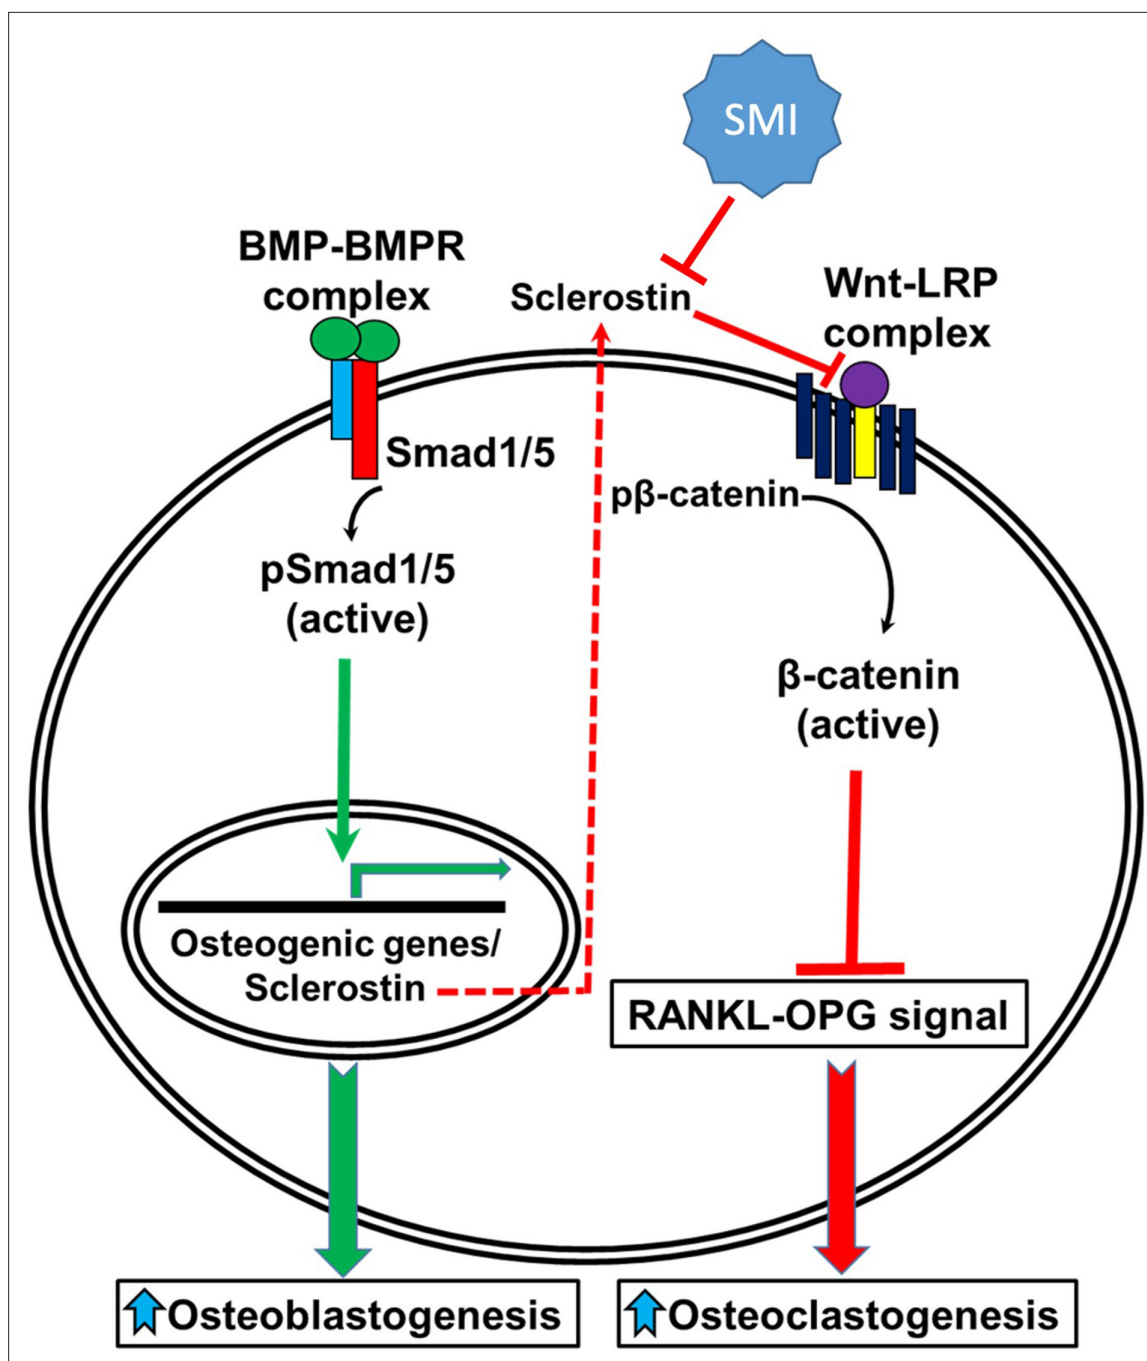 SMI
BMP-BMPR
complex
Sclerostin
Wnt-LRP
complex
Smad1/5
pβ-catenin
pSmad1/5
(active)
β-catenin
(active)
Osteogenic genes/
Sclerostin
RANKL-OPG signal
Osteoblastogenesis
Osteoclastogenesis